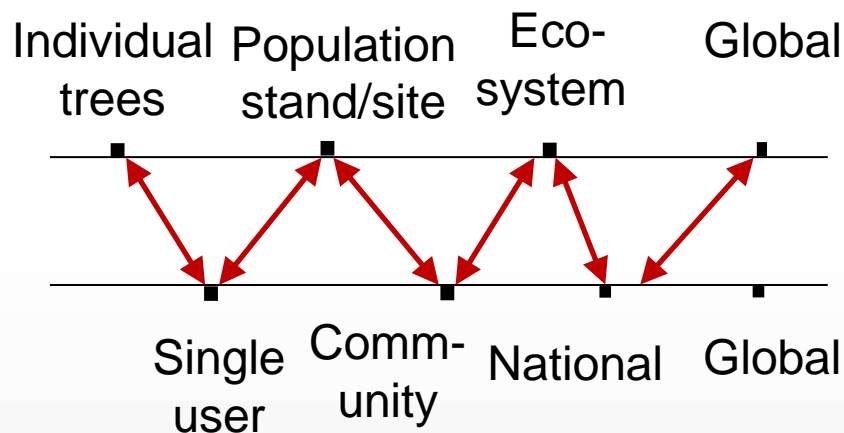 Individual
trees
Population
stand/site
Eco-
system
Global
Single
user
Comm-
unity
National
Global